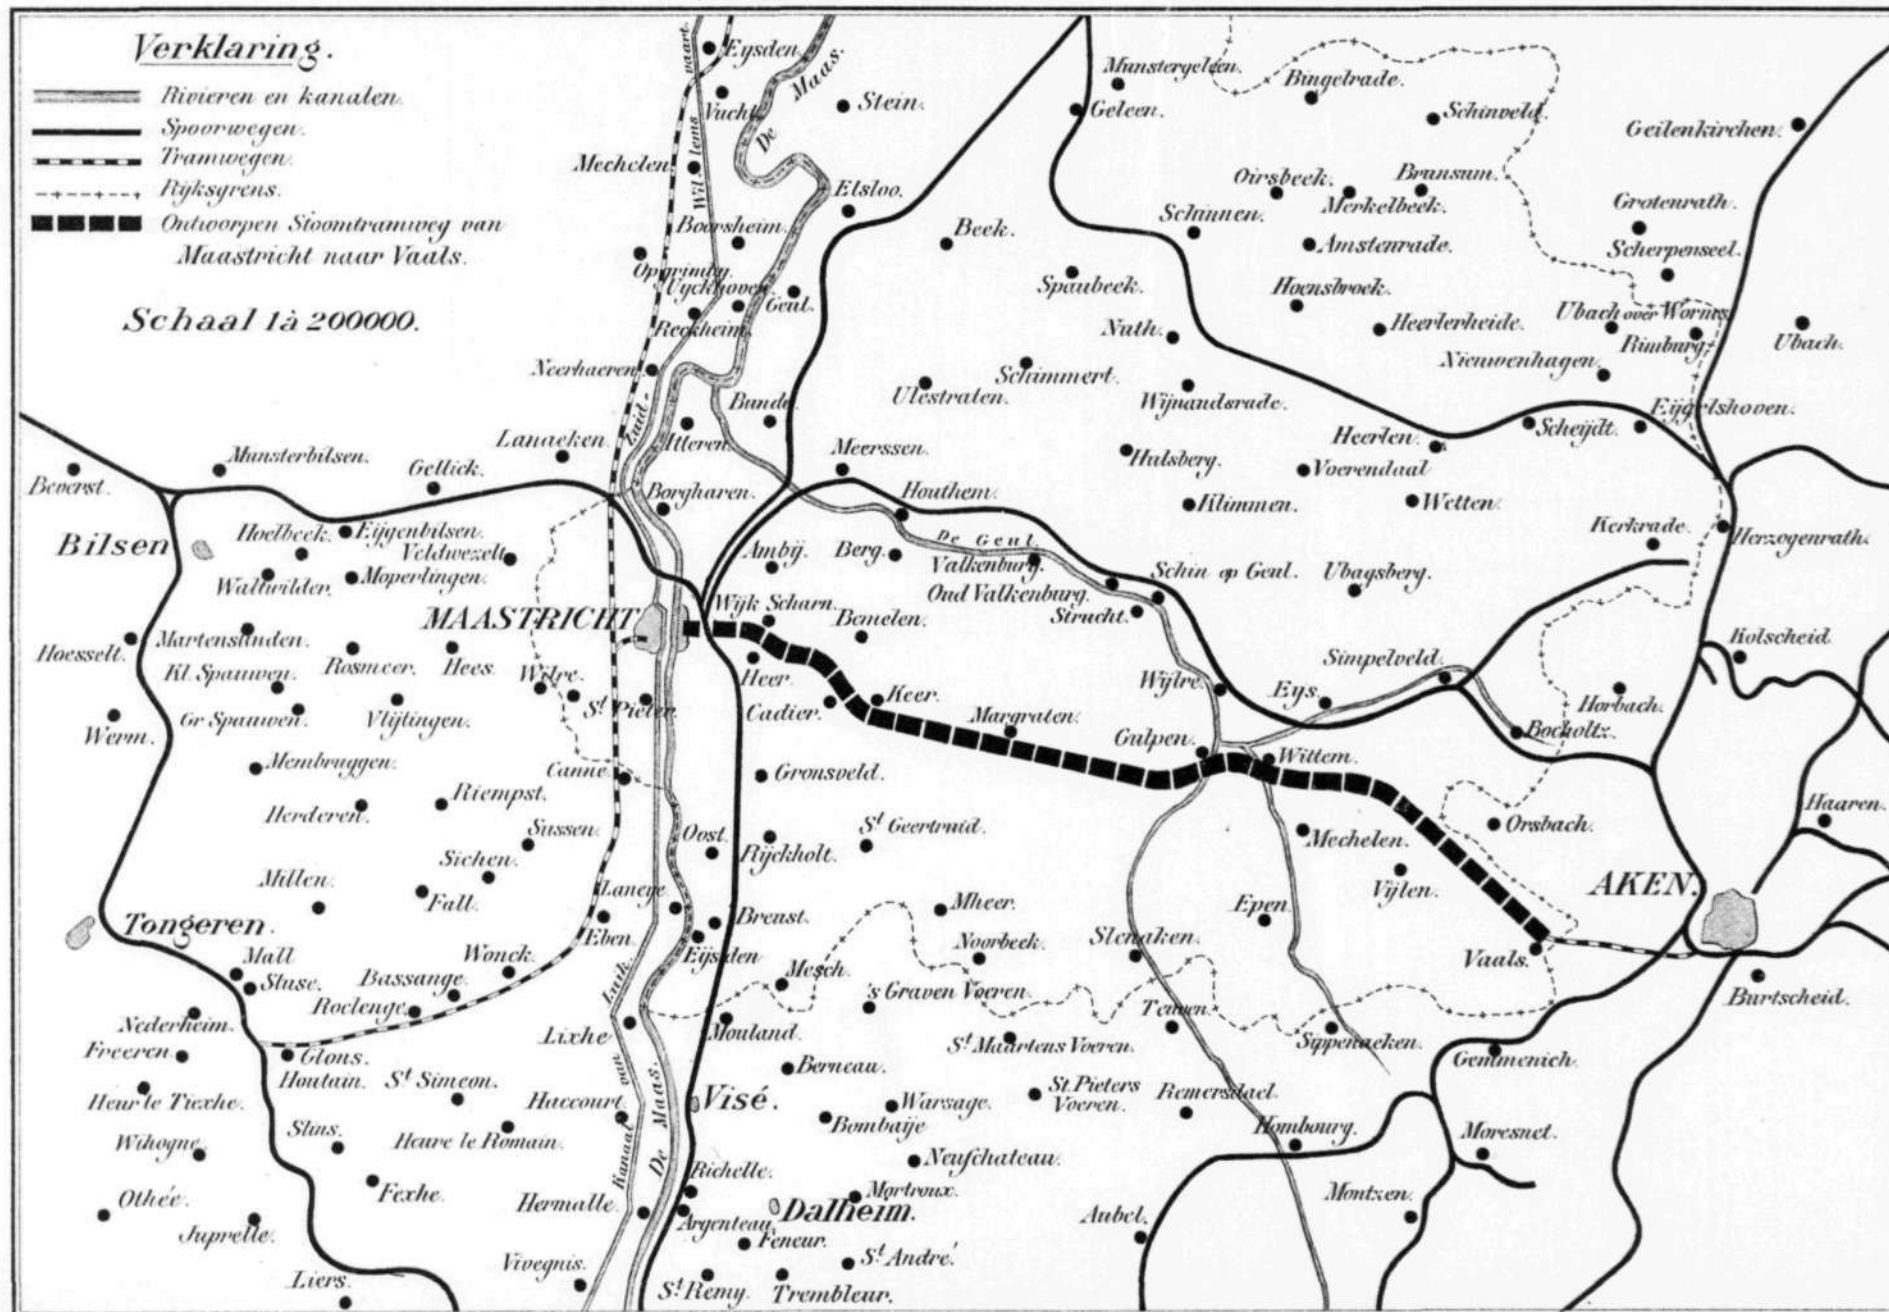 Verklaring.
Rivieren en kanalen.
Spoorwegen.
Tramwegen.
Rijksgrens.
Ontworpen Stoomtramweg van
Maastricht naar Vaals.
Schaal 1 à 200000.
Eysden.
Vucht.
De Maas.
Stein.
Munstergeleen.
Geleen.
Bingelrade.
Schinveld.
Geilenkirchen.
Mechelen.
Zuid-Willems vaart.
Elsloo.
Oirsbeek.
Merkelbeek.
Brunsum.
Schinnen.
Amstenrade.
Grotenrath.
Scherpenseel.
Boorsheim.
Beek.
Opgrimby.
Uyckhoven.
Geul.
Reckheim.
Spaubeek.
Hoensbroek.
Heerlerheide.
Ubach over Worms.
Rimburg.
Ubach.
Nuth.
Nieuwenhagen.
Neerhaeren.
Schimmert.
Ulestraten.
Wijnandsrade.
Bunde.
Itteren.
Lanaeken.
Meerssen.
Hulsberg.
Heerlen.
Voerendaal
Scheijdt.
Eijgelshoven.
Munsterbilsen.
Gellick.
Beverst.
Borgharen.
Houthem.
Klimmen.
Wetten.
Kerkrade.
Herzogenrath.
Bilsen
Hoelbeek.
Eijgenbilsen.
Veldwezelt.
Waltwilder.
Moperlingen.
Ambij.
Berg.
De Geul.
Valkenburg.
Oud Valkenburg.
Schin op Geul.
Strucht.
Ubagsberg.
MAASTRICHT
Wijk
Scharn.
Bemelen.
Hoesselt.
Martenslinden.
Rosmeer.
Hees.
Kl. Spauwen.
Gr Spauwen.
Vlijtingen.
Wilre.
St. Pieter.
Heer.
Cadier.
Keer.
Margraten.
Wijlre.
Gulpen.
Wittem.
Eys.
Simpelveld.
Bocholtz.
Horbach.
Kolscheid
Werm.
Membruggen.
Herderen.
Riempst.
Canne.
Gronsveld.
Sussen.
Sichen.
Oost.
Rijckholt.
St Geertruid.
Mechelen.
Vijlen.
Orsbach.
Haaren.
AKEN.
Millen.
Fall.
Laneye.
Tongeren.
Eben.
Breust.
Eijsden
Mheer.
Noorbeek.
Slenaken.
Epen.
Vaals.
Mall
Sluse.
Bassange.
Wonck.
Roclenge.
Mesch.
's Graven Voeren.
Burtscheid.
Nederheim.
Freeren.
Lixhe
Mouland.
St Maartens Voeren.
Teuven.
Sippenaeken.
Gemmenich.
Glons.
Houtain.
St Simeon.
Berneau.
Heur le Tiexhe.
Haccourt.
Visé.
Warsage.
Bombaije
St. Pieters
Voeren.
Remersdael.
Hombourg.
Moresnet.
Wihogne.
Slins.
Heure le Romain.
Kanaal van Luik
De Maas.
Neufchateau.
Richelle.
Mortroux.
Othée.
Fexhe.
Hermalle.
Argenteau.
Dalheim.
Montzen.
Aubel.
Juprelle.
Feneur.
St André.
Liers.
Vivegnis.
St Remy.
Trembleur.